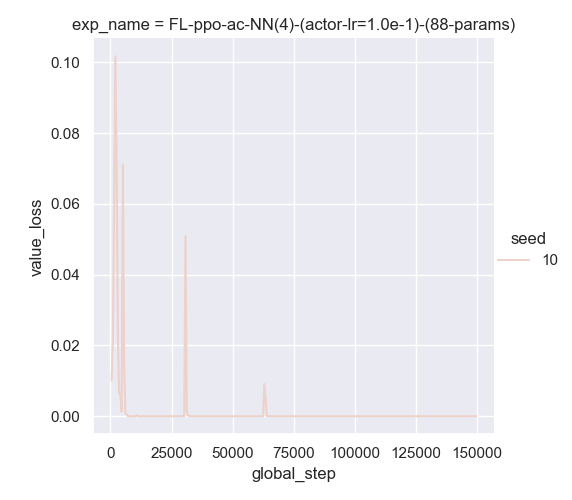 exp_name = FL-ppo-ac-NN(4)-(actor-lr=1.0e-1)-(88-params)
0.10
0.08
0.06
0.04
0.02
0.00
value_loss
0 25000 50000 75000 100000 125000 150000
global_step
seed
10